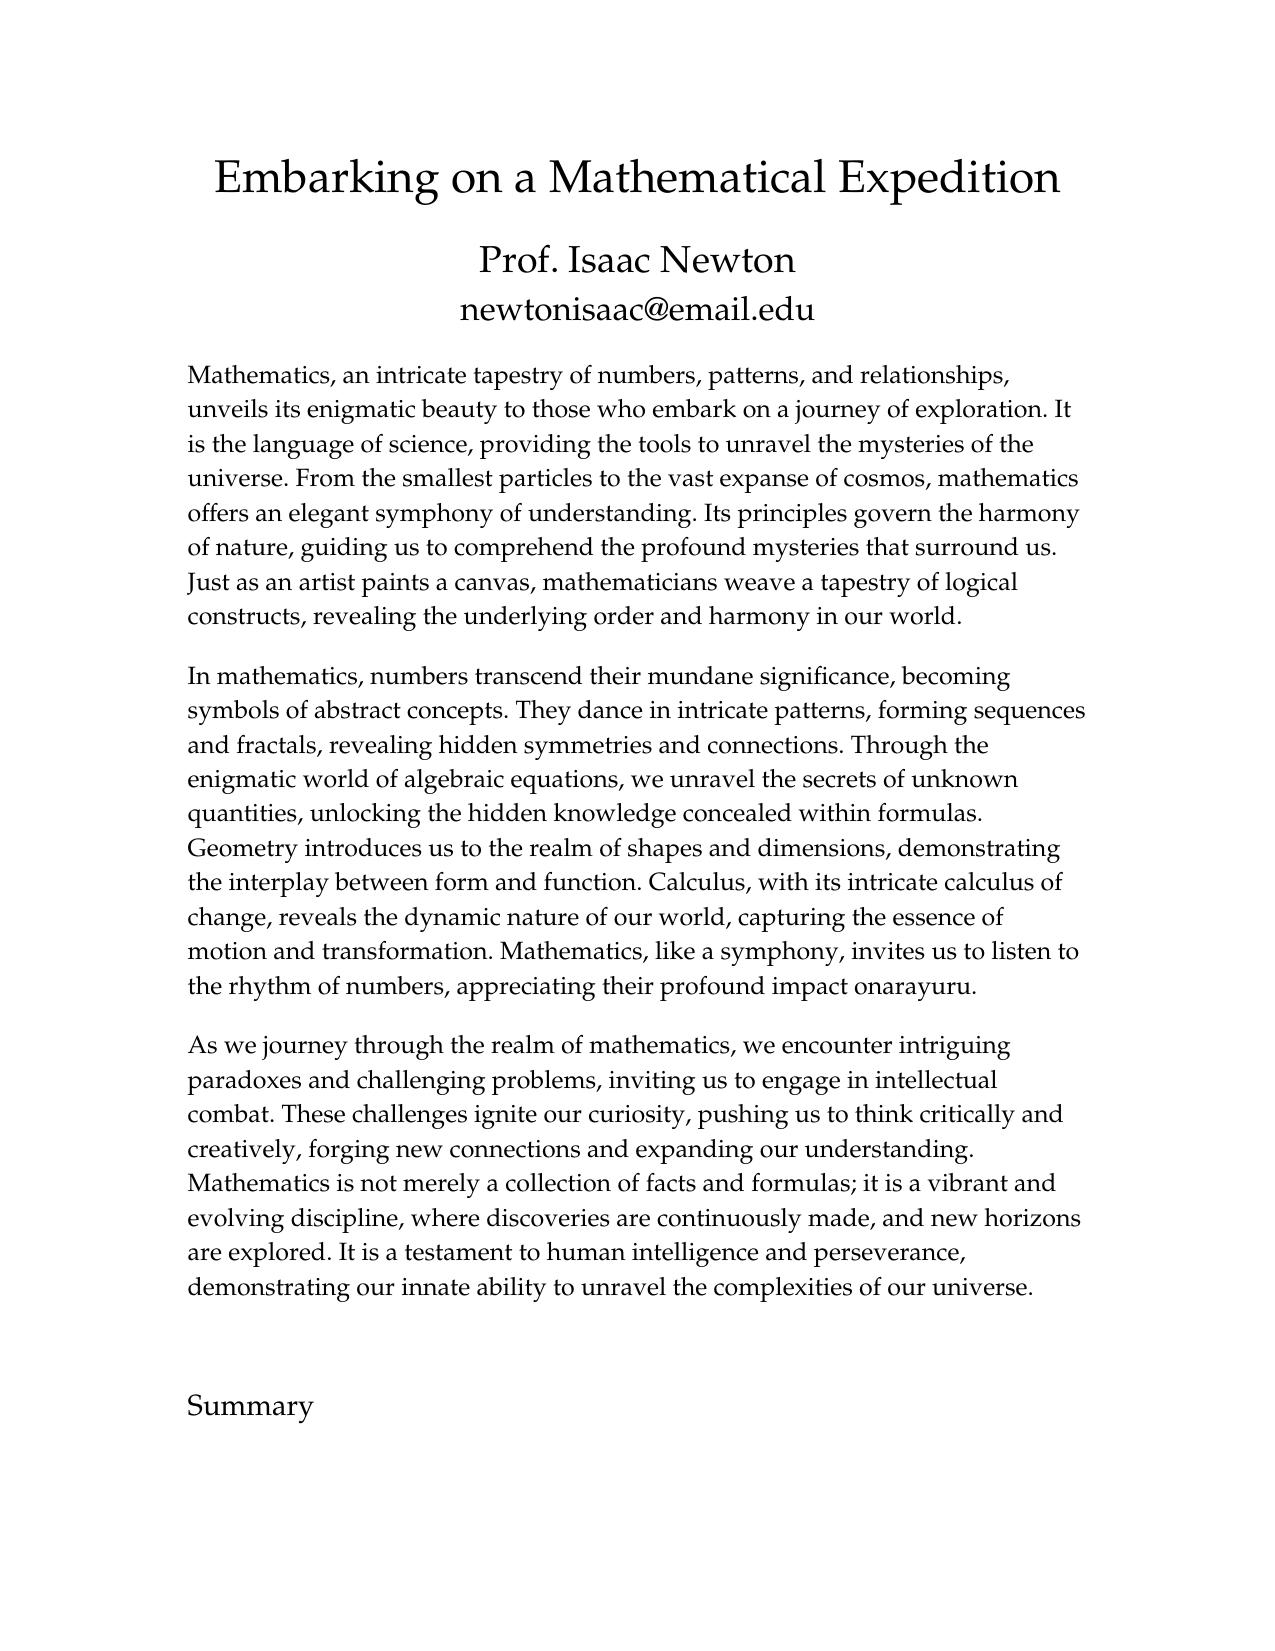 Embarking on a Mathematical Expedition
Prof. Isaac Newton
newtonisaac@email.edu
Mathematics, an intricate tapestry of numbers, patterns, and relationships,
unveils its enigmatic beauty to those who embark on a journey of exploration. It
is the language of science, providing the tools to unravel the mysteries of the
universe. From the smallest particles to the vast expanse of cosmos, mathematics
offers an elegant symphony of understanding. Its principles govern the harmony
of nature, guiding us to comprehend the profound mysteries that surround us.
Just as an artist paints a canvas, mathematicians weave a tapestry of logical
constructs, revealing the underlying order and harmony in our world.
In mathematics, numbers transcend their mundane significance, becoming
symbols of abstract concepts. They dance in intricate patterns, forming sequences
and fractals, revealing hidden symmetries and connections. Through the
enigmatic world of algebraic equations, we unravel the secrets of unknown
quantities, unlocking the hidden knowledge concealed within formulas.
Geometry introduces us to the realm of shapes and dimensions, demonstrating
the interplay between form and function. Calculus, with its intricate calculus of
change, reveals the dynamic nature of our world, capturing the essence of
motion and transformation. Mathematics, like a symphony, invites us to listen to
the rhythm of numbers, appreciating their profound impact onarayuru.
As we journey through the realm of mathematics, we encounter intriguing
paradoxes and challenging problems, inviting us to engage in intellectual
combat. These challenges ignite our curiosity, pushing us to think critically and
creatively, forging new connections and expanding our understanding.
Mathematics is not merely a collection of facts and formulas; it is a vibrant and
evolving discipline, where discoveries are continuously made, and new horizons
are explored. It is a testament to human intelligence and perseverance,
demonstrating our innate ability to unravel the complexities of our universe.
Summary